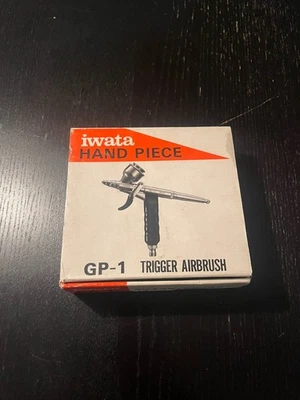 iwata
HAND PIECE
GP-1 TRIGGER AIRBRUSH